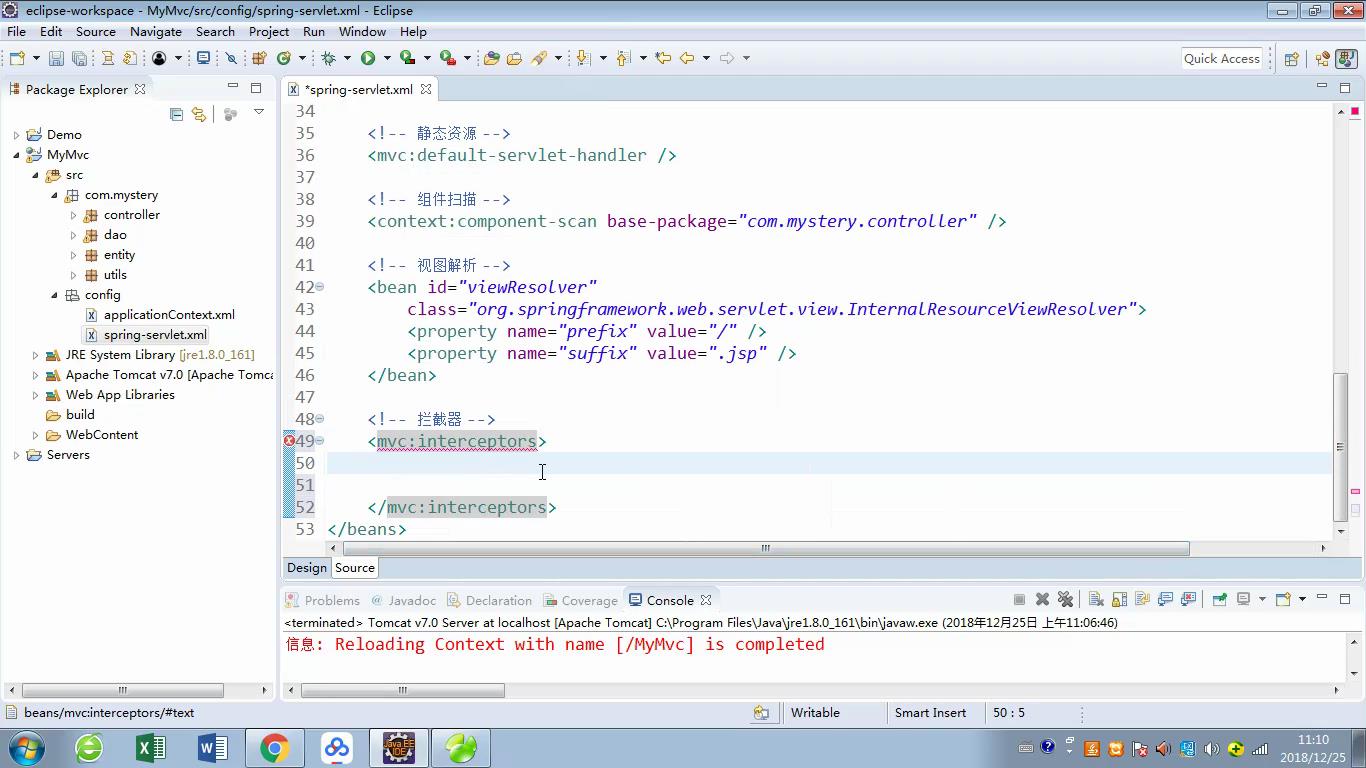 eclipse-workspace - MyMvc/src/config/spring-servlet.xml - Eclipse
File Edit Source Navigate Search Project Run Window Help
Quick Access
Package Explorer
*spring-servlet.xml
Demo
MyMvc
src
com.mystery
controller
dao
entity
utils
config
applicationContext.xml
spring-servlet.xml
JRE System Library [jre1.8.0_161]
Apache Tomcat v7.0 [Apache Tomca
Web App Libraries
build
WebContent
Servers
34
35 <!-- 静态资源 -->
36 <mvc:default-servlet-handler />
37
38 <!-- 组件扫描 -->
39 <context:component-scan base-package="com.mystery.controller" />
40
41 <!-- 视图解析 -->
42 <bean id="viewResolver"
43 class="org.springframework.web.servlet.view.InternalResourceViewResolver">
44 <property name="prefix" value="/" />
45 <property name="suffix" value=".jsp" />
46 </bean>
47
48 <!-- 拦截器 -->
49 <mvc:interceptors>
50
51
52 </mvc:interceptors>
53 </beans>
Design Source
Problems Javadoc Declaration Coverage Console
<terminated> Tomcat v7.0 Server at localhost [Apache Tomcat] C:\Program Files\Java\jre1.8.0_161\bin\javaw.exe (2018年12月25日 上午11:06:46)
信息: Reloading Context with name [/MyMvc] is completed
beans/mvc:interceptors/#text Writable Smart Insert 50 : 5
Java EE
IDE
11:10
2018/12/25